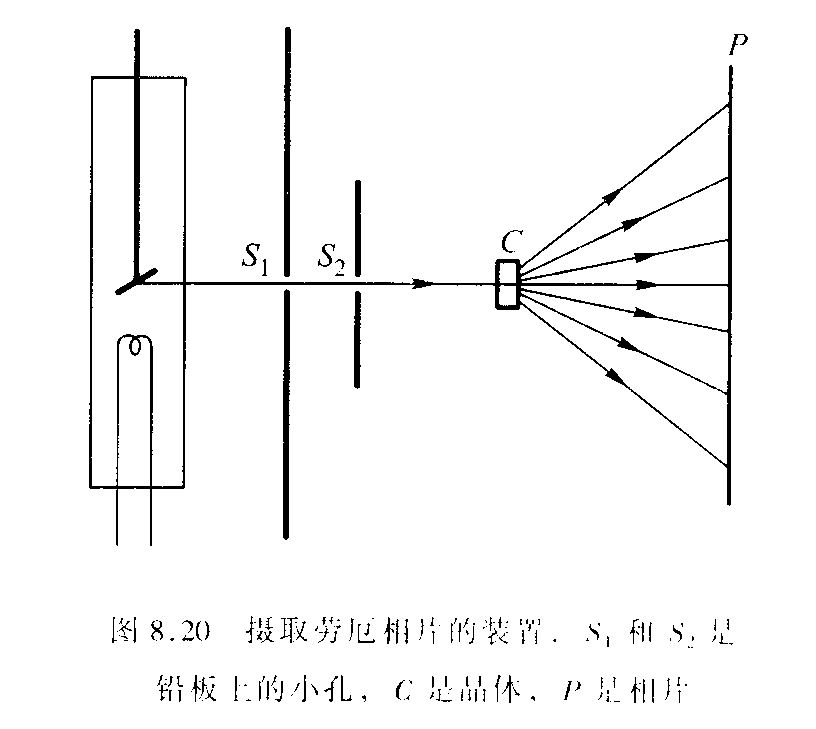 P
S₁ S₂ C
图 8.20 摄取劳厄相片的装置. S₁ 和 S₂ 是
铅板上的小孔, C 是晶体, P 是相片